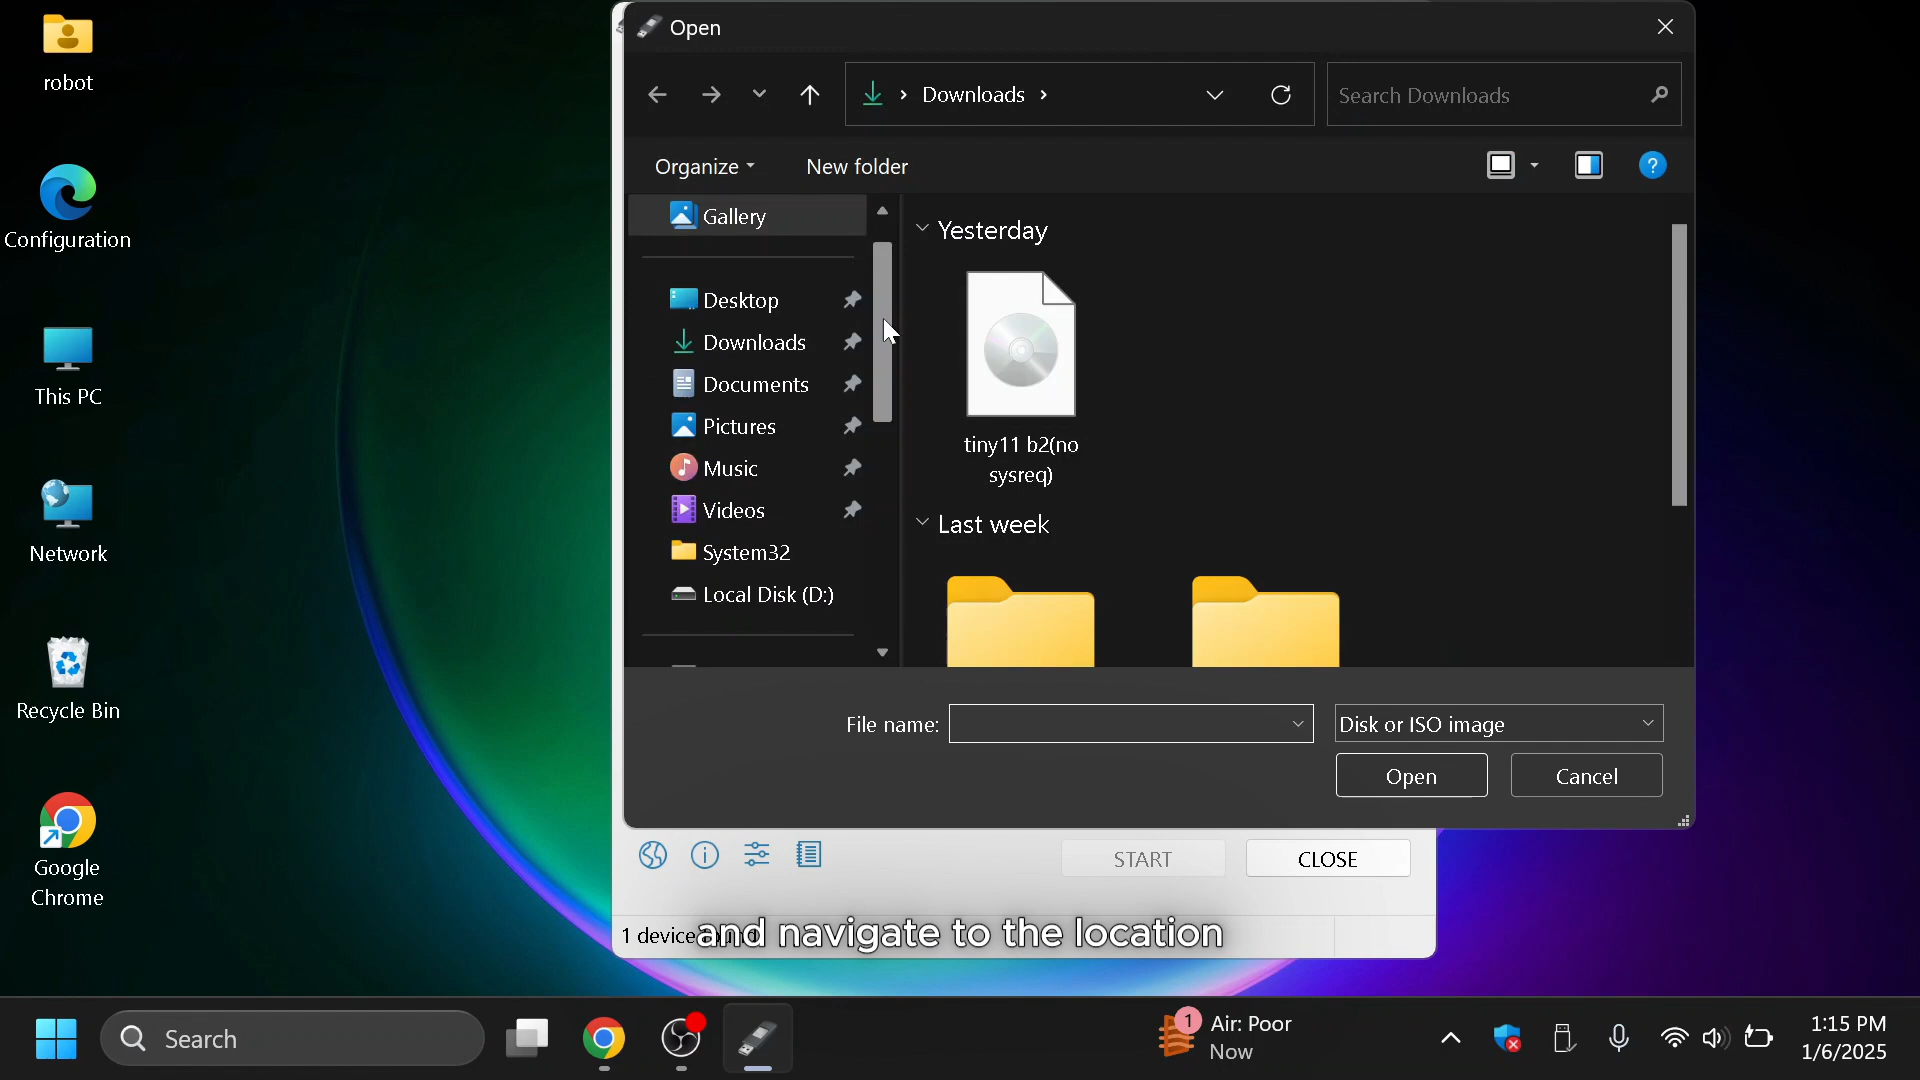 robot
Configuration
This PC
Network
Recycle Bin
Google
Chrome
Open
Downloads
Search Downloads
Organize
New folder
?
Gallery
Desktop
Downloads
Documents
Pictures
Music
Videos
System32
Local Disk (D:)
Yesterday
tiny11 b2(no
sysreq)
Last week
File name:
Disk or ISO image
Open
Cancel
START
CLOSE
1 device
and navigate to the location
Search
1
Air: Poor
Now
1:15 PM
1/6/2025